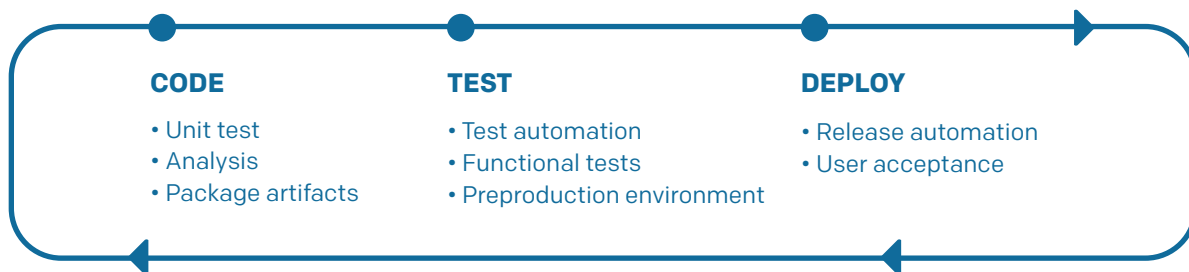 CODE
• Unit test
• Analysis
• Package artifacts
TEST
• Test automation
• Functional tests
• Preproduction environment
DEPLOY
• Release automation
• User acceptance